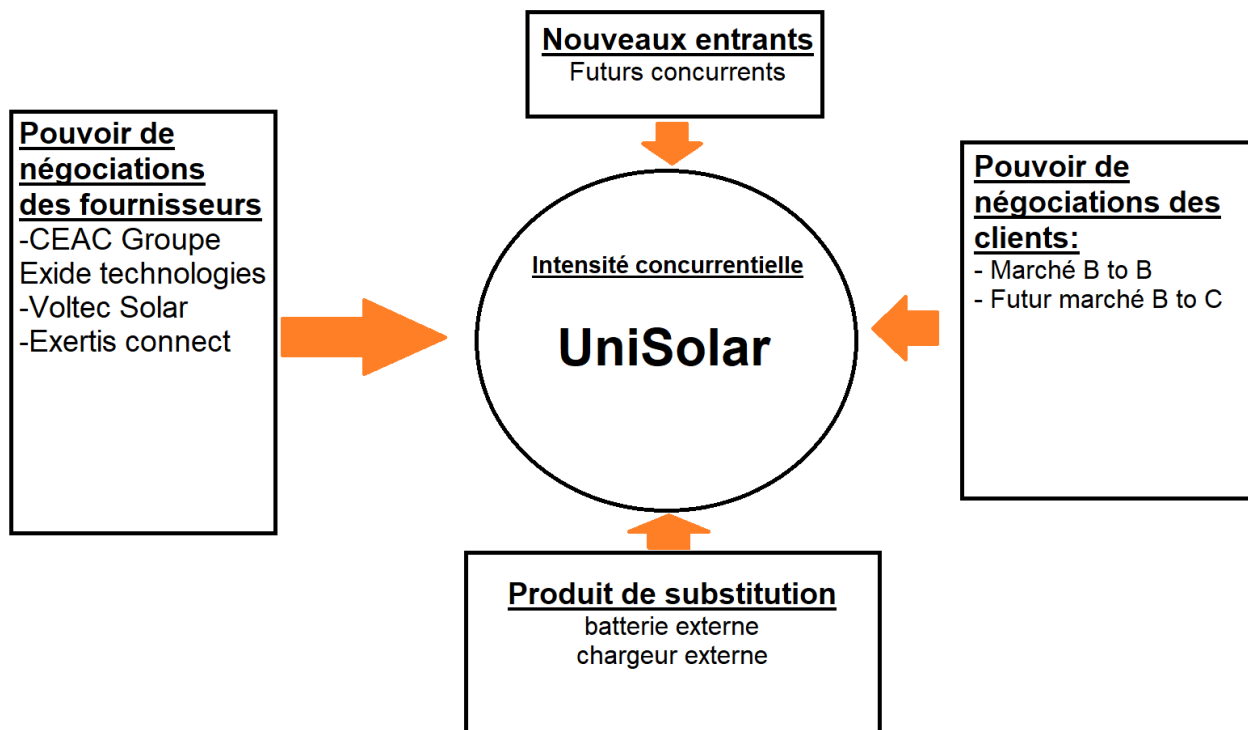 Nouveaux entrants
Futurs concurrents
Pouvoir de
négociations
des fournisseurs
-CEAC Groupe
Exide technologies
-Voltec Solar
-Exertis connect
Intensité concurrentielle
UniSolar
Pouvoir de
négociations des
clients:
- Marché B to B
- Futur marché B to C
Produit de substitution
batterie externe
chargeur externe